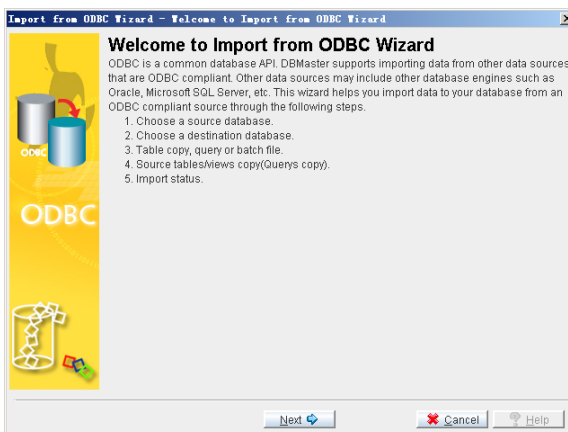 Import from ODBC Wizard - Welcome to Import from ODBC Wizard
Welcome to Import from ODBC Wizard
ODBC is a common database API. DBMaster supports importing data from other data sources
that are ODBC compliant. Other data sources may include other database engines such as
Oracle, Microsoft SQL Server, etc. This wizard helps you import data to your database from an
ODBC compliant source through the following steps.
1. Choose a source database.
2. Choose a destination database.
3. Table copy, query or batch file.
4. Source tables/views copy(Querys copy).
5. Import status.
ODBC
ODBC
Next
Cancel
Help